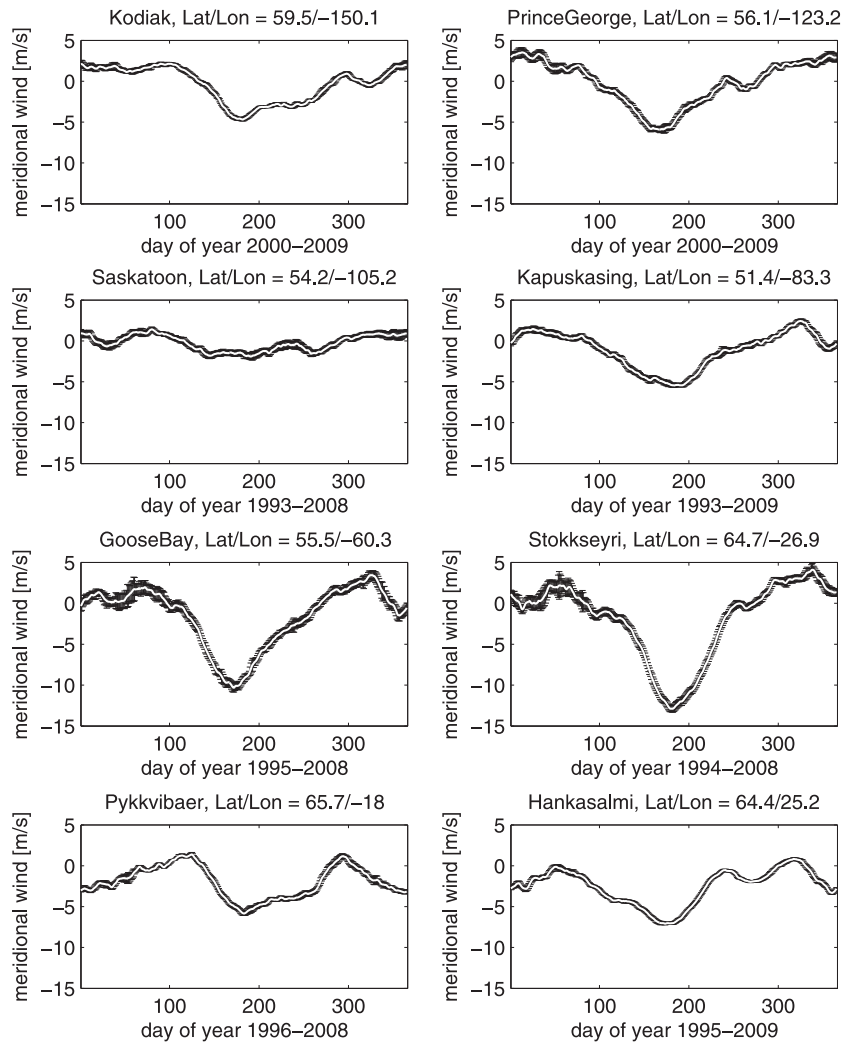 Kodiak, Lat/Lon = 59.5/−150.1
meridional wind [m/s]
5
0
−5
−10
−15
100
200
300
day of year 2000−2009
PrinceGeorge, Lat/Lon = 56.1/−123.2
meridional wind [m/s]
5
0
−5
−10
−15
100
200
300
day of year 2000−2009
Saskatoon, Lat/Lon = 54.2/−105.2
meridional wind [m/s]
5
0
−5
−10
−15
100
200
300
day of year 1993−2008
Kapuskasing, Lat/Lon = 51.4/−83.3
meridional wind [m/s]
5
0
−5
−10
−15
100
200
300
day of year 1993−2009
GooseBay, Lat/Lon = 55.5/−60.3
meridional wind [m/s]
5
0
−5
−10
−15
100
200
300
day of year 1995−2008
Stokkseyri, Lat/Lon = 64.7/−26.9
meridional wind [m/s]
5
0
−5
−10
−15
100
200
300
day of year 1994−2008
Pykkvibaer, Lat/Lon = 65.7/−18
meridional wind [m/s]
5
0
−5
−10
−15
100
200
300
day of year 1996−2008
Hankasalmi, Lat/Lon = 64.4/25.2
meridional wind [m/s]
5
0
−5
−10
−15
100
200
300
day of year 1995−2009